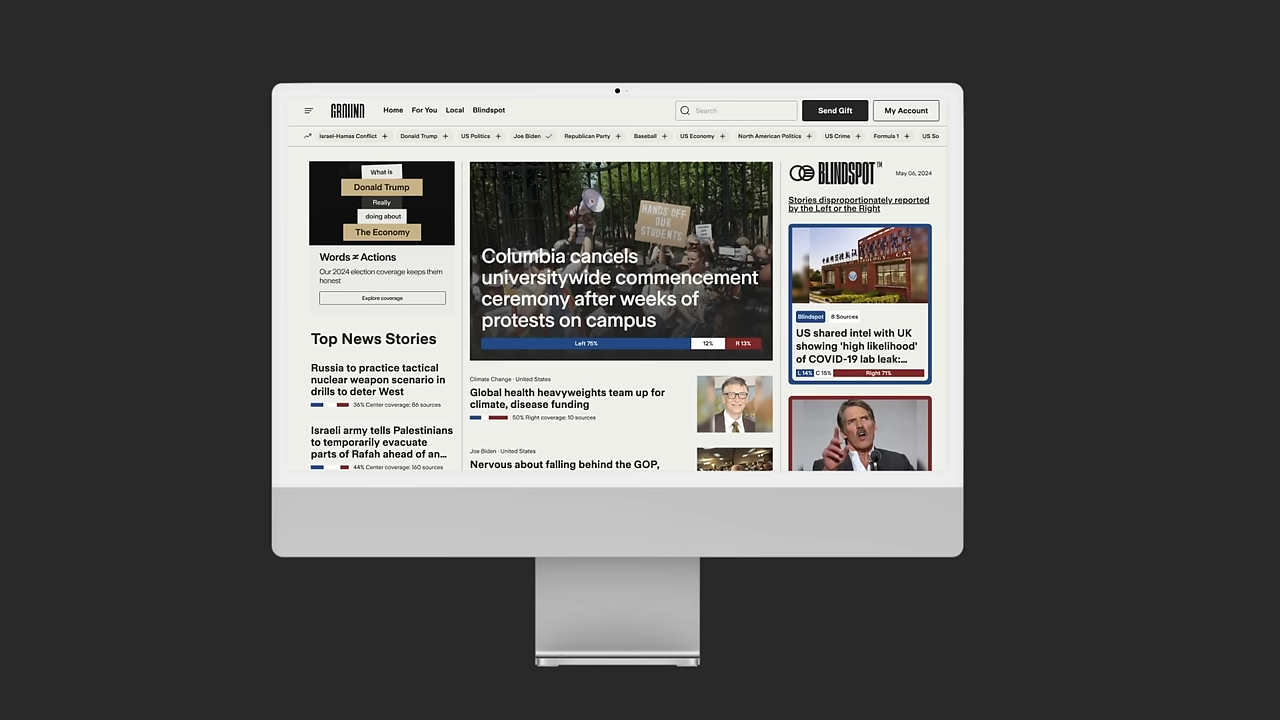 GROUND
Home
For You
Local
Blindspot
Search
Send Gift
My Account
Israel-Hamas Conflict +
Donald Trump +
US Politics +
Joe Biden
Republican Party +
Baseball +
US Economy +
North American Politics +
US Crime +
Formula 1 +
US So
What is
Donald Trump
Really
doing about
The Economy
Words ≠ Actions
Our 2024 election coverage keeps them
honest
Explore coverage
Top News Stories
Russia to practice tactical
nuclear weapon scenario in
drills to deter West
36% Center coverage: 86 sources
Israeli army tells Palestinians
to temporarily evacuate
parts of Rafah ahead of an...
44% Center coverage: 160 sources
HANDS OFF
OUR
STUDENTS
Columbia cancels
universitywide commencement
ceremony after weeks of
protests on campus
Left 75%
12%
R 13%
Climate Change · United States
Global health heavyweights team up for
climate, disease funding
50% Right coverage: 10 sources
Joe Biden · United States
Nervous about falling behind the GOP,
BLINDSPOT™
May 06, 2024
Stories disproportionately reported
by the Left or the Right
Blindspot
8 Sources
US shared intel with UK
showing 'high likelihood'
of COVID-19 lab leak:...
L 14%
C 15%
Right 71%